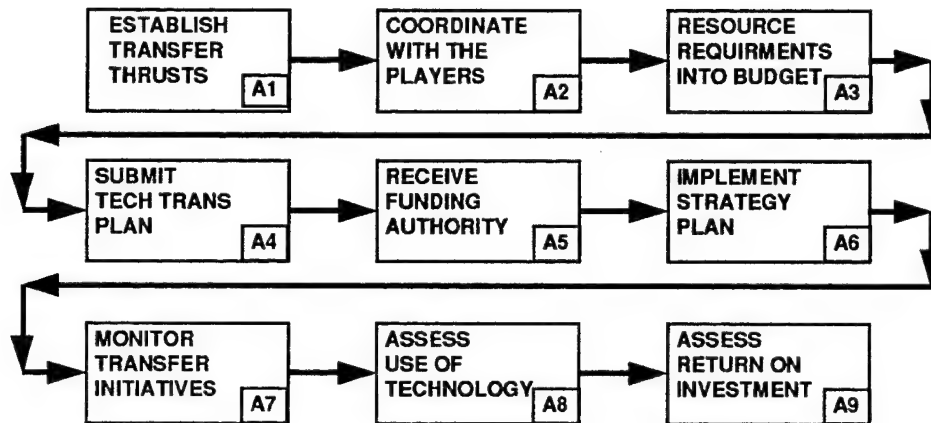 ESTABLISH
TRANSFER
THRUSTS
A1
COORDINATE
WITH THE
PLAYERS
A2
RESOURCE
REQUIRMENTS
INTO BUDGET
A3
SUBMIT
TECH TRANS
PLAN
A4
RECEIVE
FUNDING
AUTHORITY
A5
IMPLEMENT
STRATEGY
PLAN
A6
MONITOR
TRANSFER
INITIATIVES
A7
ASSESS
USE OF
TECHNOLOGY
A8
ASSESS
RETURN ON
INVESTMENT
A9